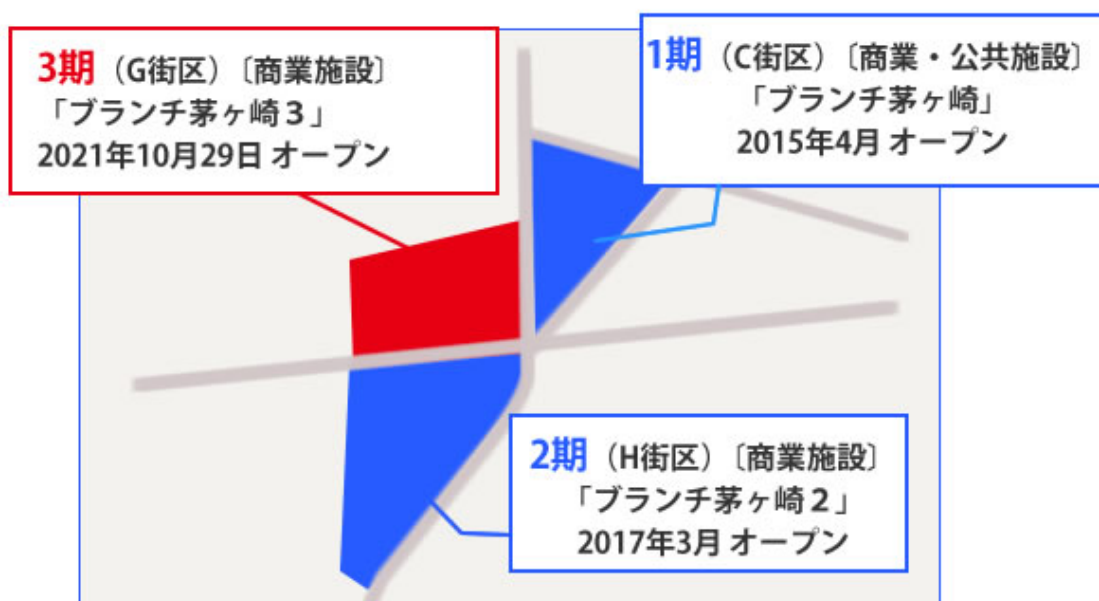 3期（G街区）〔商業施設〕
「ブランチ茅ヶ崎３」
2021年10月29日 オープン
1期（C街区）〔商業・公共施設〕
「ブランチ茅ヶ崎」
2015年4月 オープン
2期（H街区）〔商業施設〕
「ブランチ茅ヶ崎２」
2017年3月 オープン